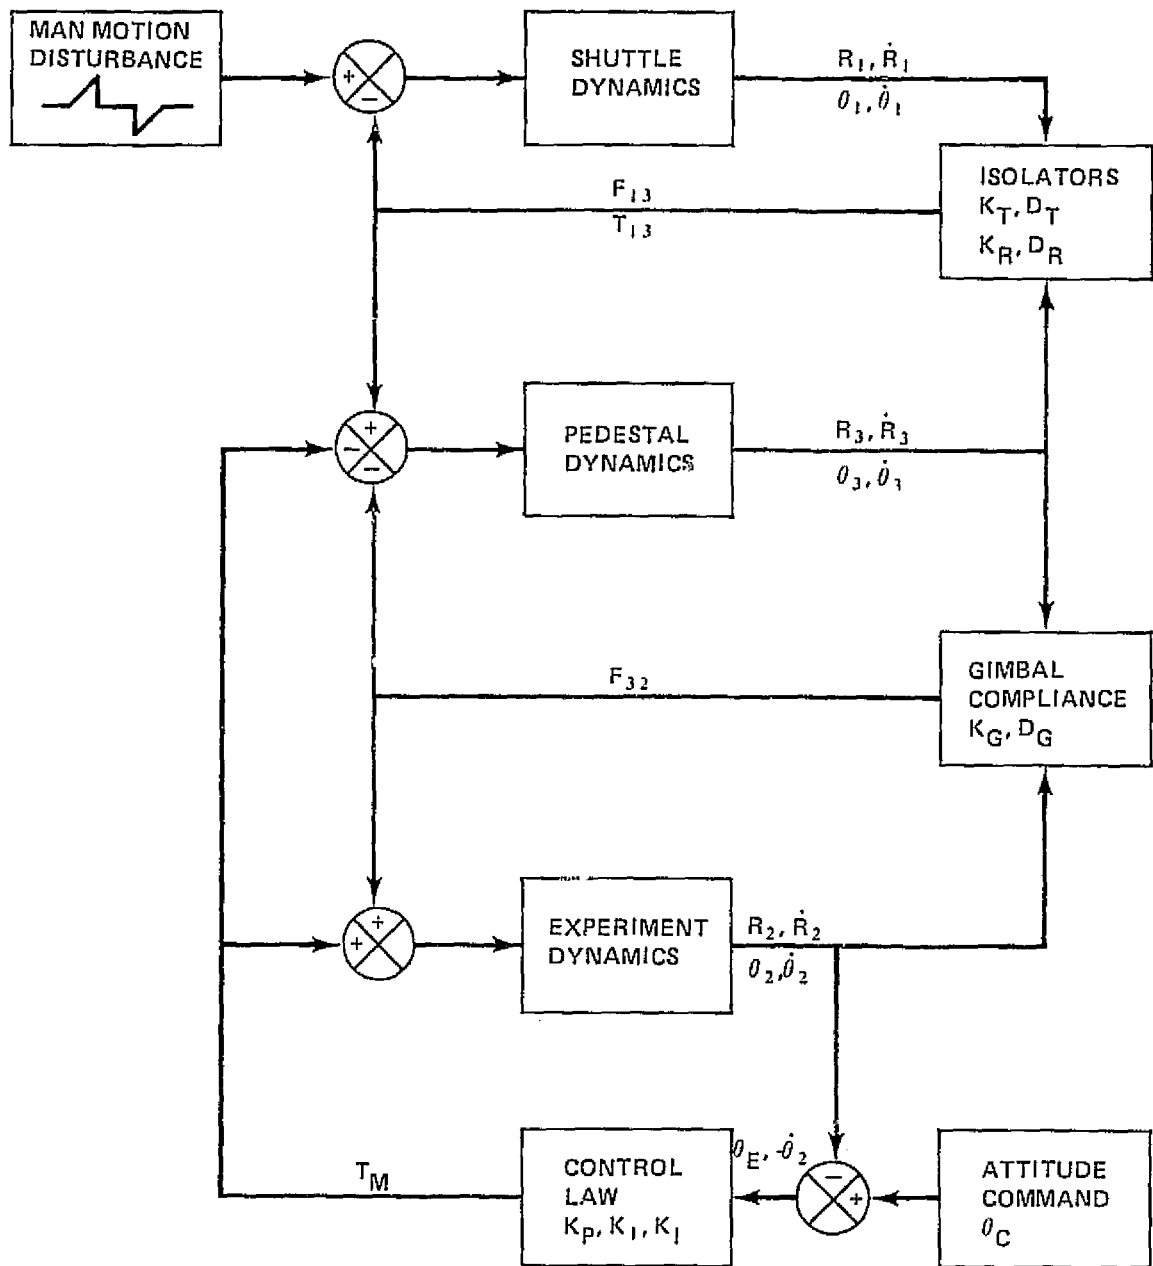 MAN MOTION
DISTURBANCE
+
−
SHUTTLE
DYNAMICS
R₁, Ṙ₁
θ₁, θ̇₁
ISOLATORS
K_T, D_T
K_R, D_R
F₁₃
T₁₃
+
−
−
PEDESTAL
DYNAMICS
R₃, Ṙ₃
θ₃, θ̇₃
GIMBAL
COMPLIANCE
K_G, D_G
F₃₂
+
+
EXPERIMENT
DYNAMICS
R₂, Ṙ₂
θ₂, θ̇₂
T_M
CONTROL
LAW
K_P, K_I, K_I
θ_E, -θ̇₂
−
+
ATTITUDE
COMMAND
θ_C